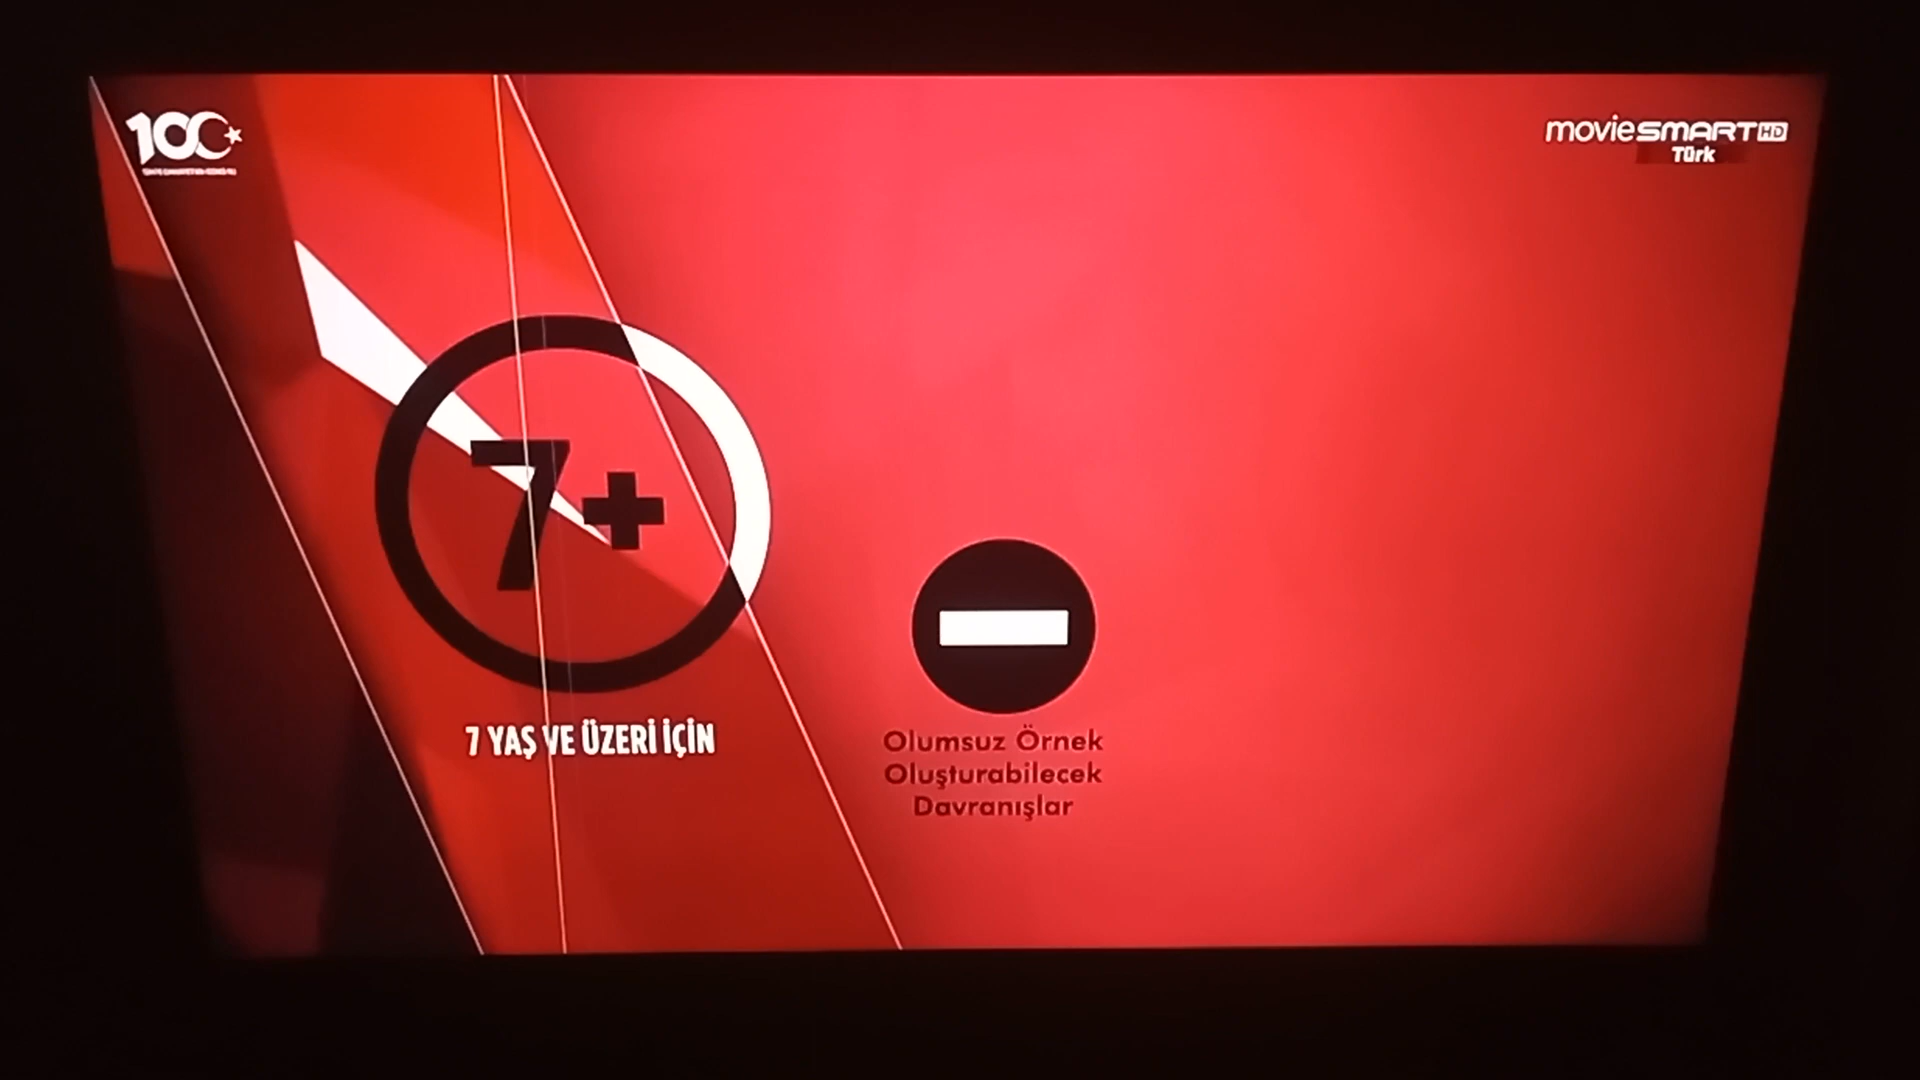 100
movieSMART HD
Türk
7+
7 YAŞ VE ÜZERİ İÇİN
Olumsuz Örnek
Oluşturabilecek
Davranışlar